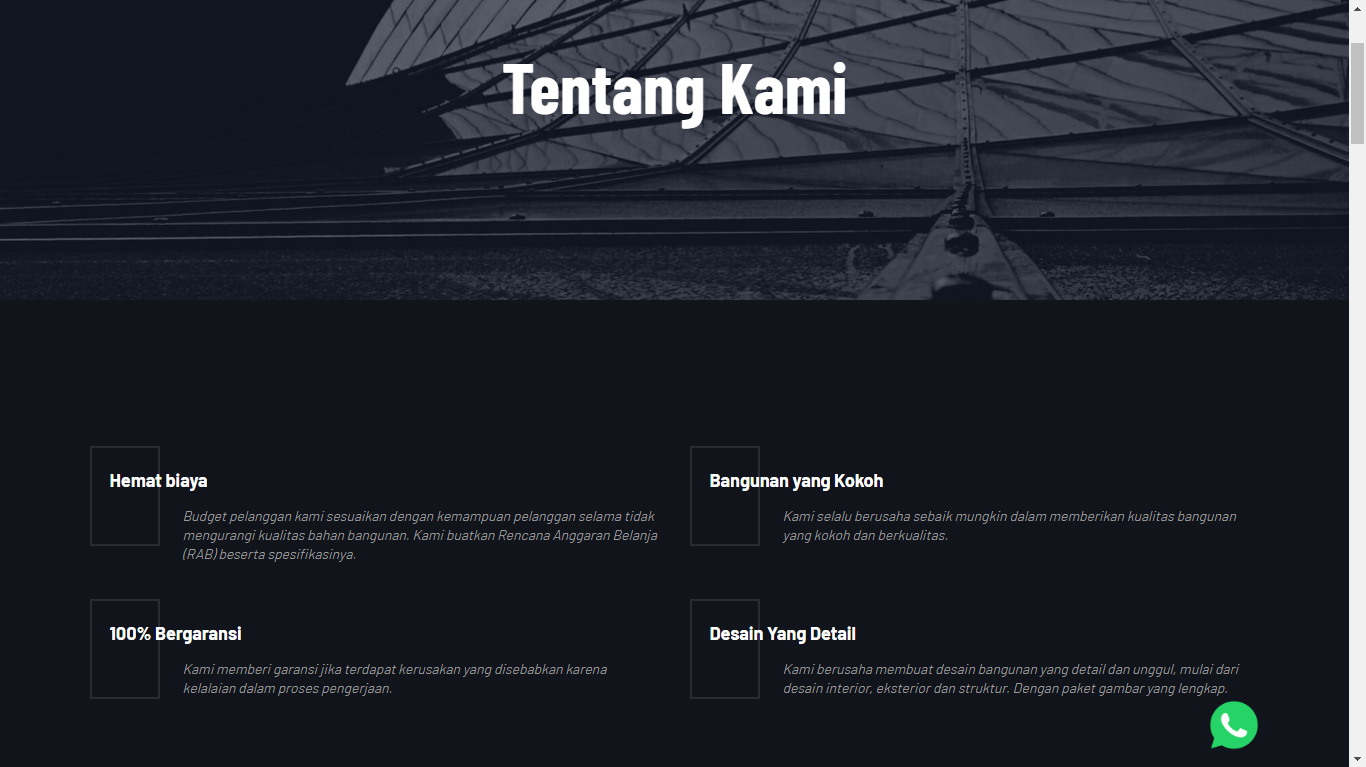 Tentang Kami
Hemat biaya
Budget pelanggan kami sesuaikan dengan kemampuan pelanggan selama tidak
mengurangi kualitas bahan bangunan. Kami buatkan Rencana Anggaran Belanja
(RAB) beserta spesifikasinya.
Bangunan yang Kokoh
Kami selalu berusaha sebaik mungkin dalam memberikan kualitas bangunan
yang kokoh dan berkualitas.
100% Bergaransi
Kami memberi garansi jika terdapat kerusakan yang disebabkan karena
kelalaian dalam proses pengerjaan.
Desain Yang Detail
Kami berusaha membuat desain bangunan yang detail dan unggul, mulai dari
desain interior, eksterior dan struktur. Dengan paket gambar yang lengkap.